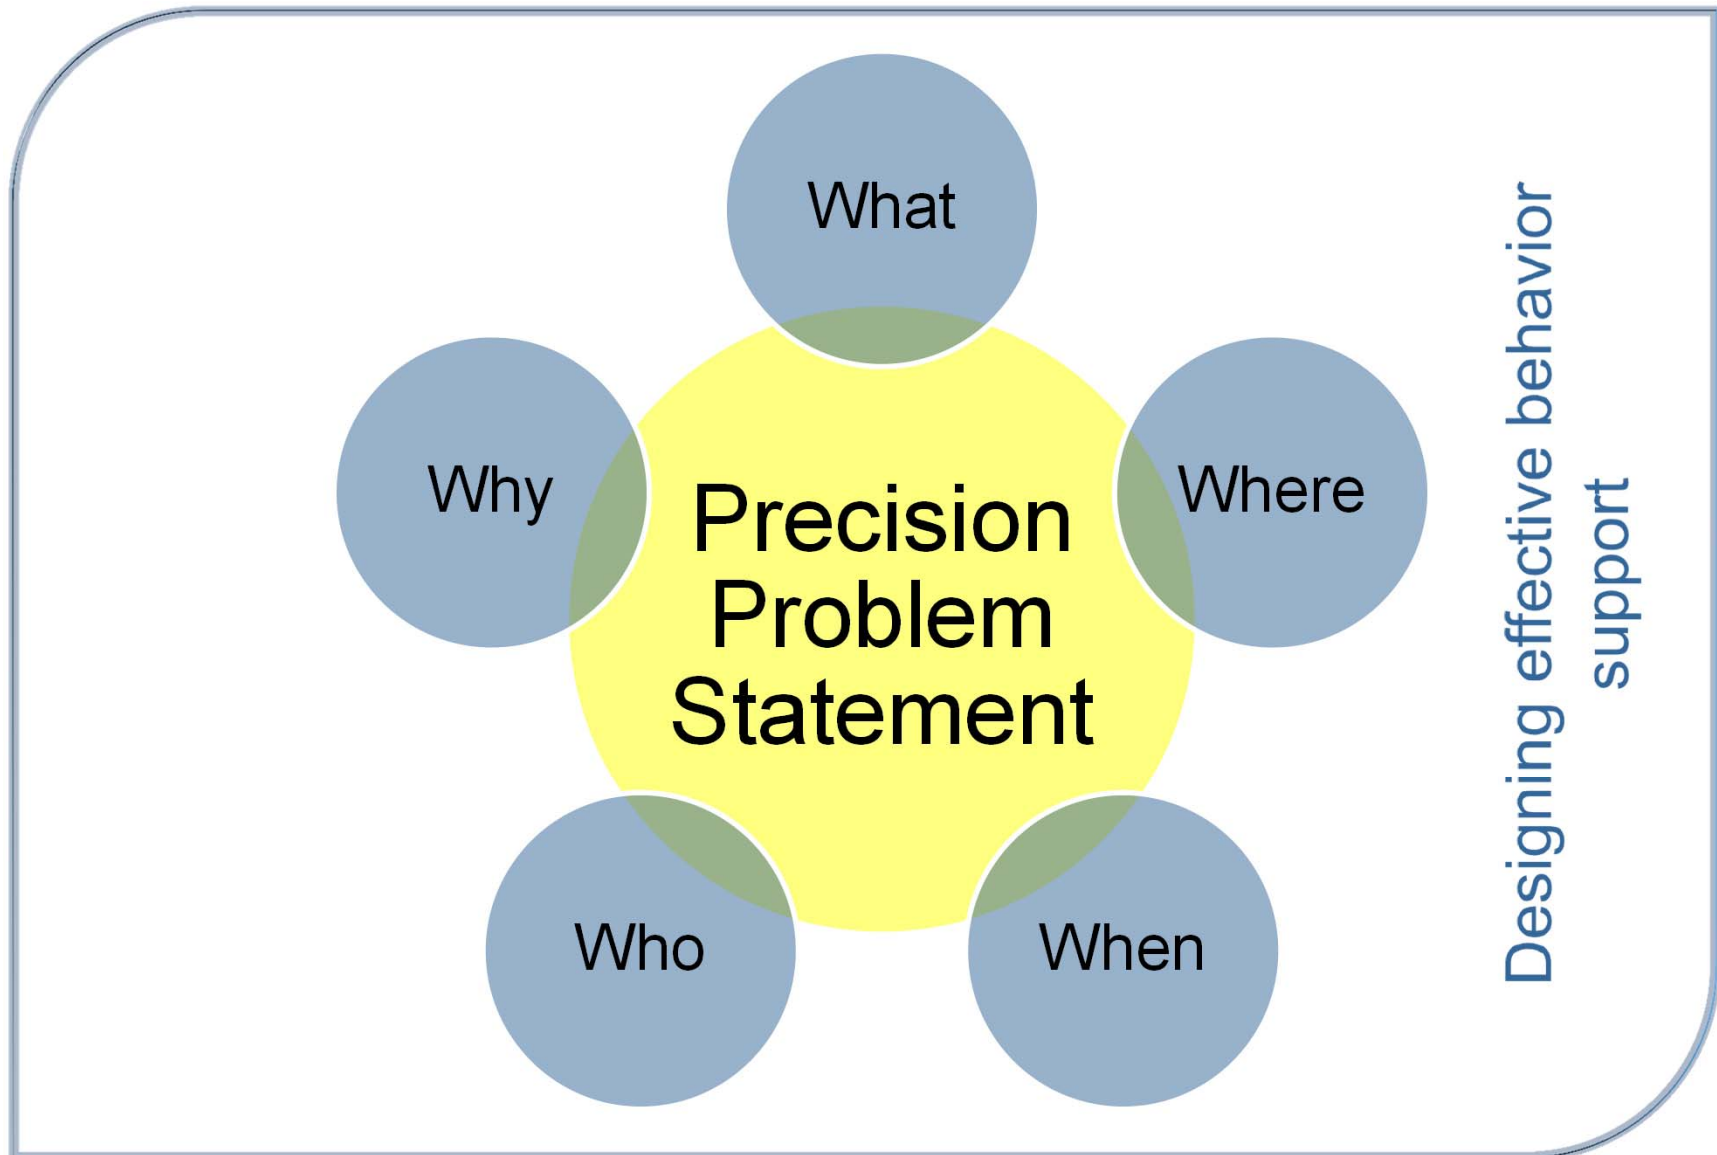 What
Why
Where
Precision
Problem
Statement
Who
When
Designing effective behavior
support